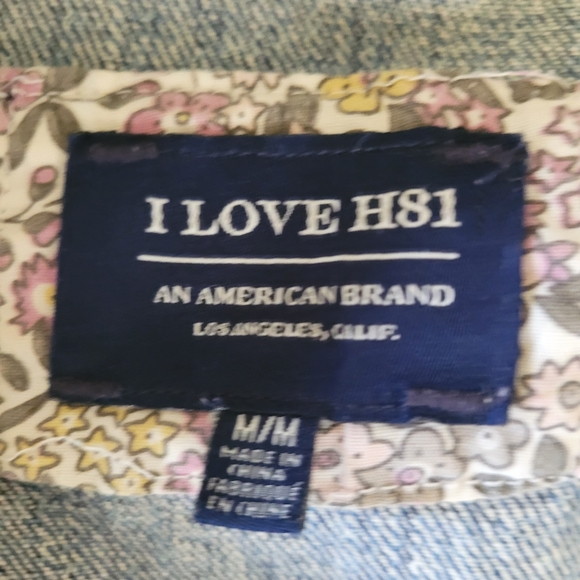 I LOVE H81
AN AMERICAN BRAND
LOS ANGELES, CALIF.
M/M
MADE IN
CHINA
FABRIQUÉ
EN CHINE